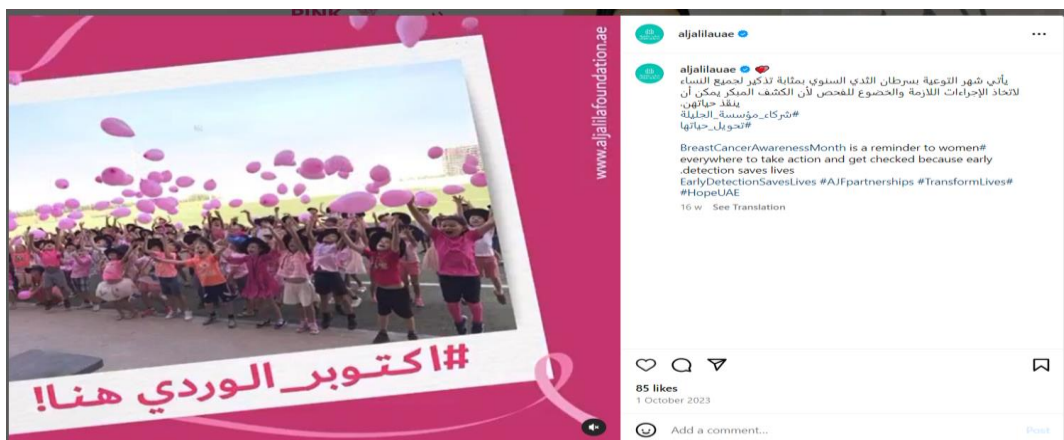 PINK
www.aljalilafoundation.ae
#اكتوبر_الوردي هنا!
aljalilauae
aljalilauae
يأتي شهر التوعية بسرطان الثدي السنوي بمثابة تذكير لجميع النساء
لاتخاذ الإجراءات اللازمة والخضوع للفحص لأن الكشف المبكر يمكن أن
ينقذ حياتهن.
#شركاء_مؤسسة_الجليلة
#تحويل_حياتها
BreastCancerAwarenessMonth is a reminder to women#
everywhere to take action and get checked because early
.detection saves lives
EarlyDetectionSavesLives #AJFpartnerships #TransformLives#
#HopeUAE
16 w See Translation
85 likes
1 October 2023
Add a comment...
Post